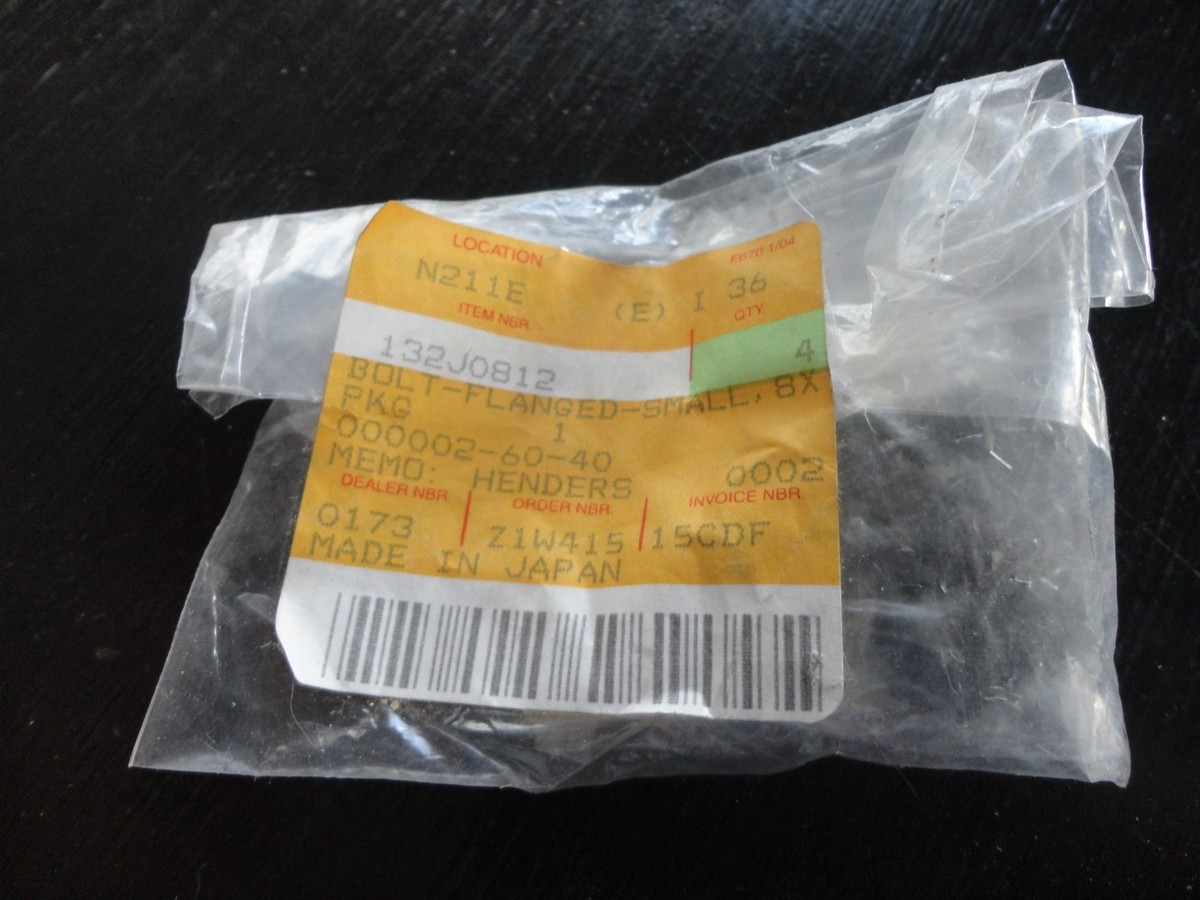 LOCATION F670 1/04
N211E (E) I 36
ITEM NBR. QTY.
132J0812 4
BOLT-FLANGED-SMALL, 8X
PKG 1
000002-60-40
MEMO: HENDERS 0002
DEALER NBR. ORDER NBR. INVOICE NBR.
0173 Z1W415 15CDF
MADE IN JAPAN